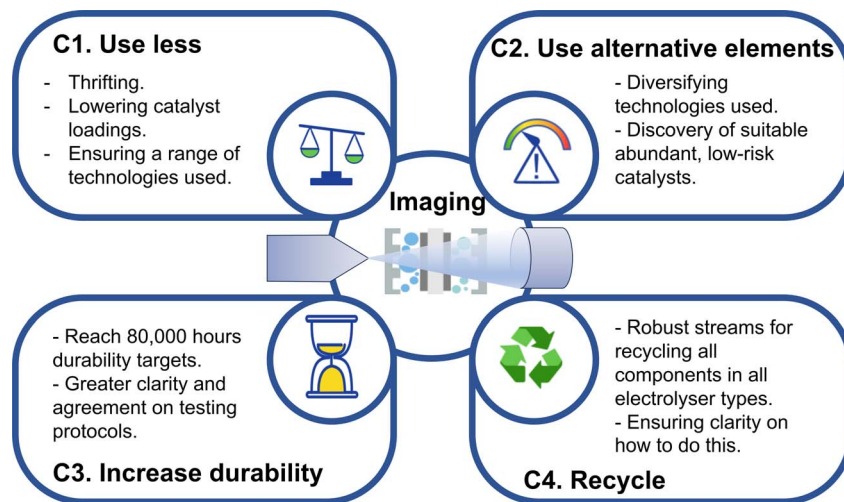 C1. Use less
- Thrifting.
- Lowering catalyst
loadings.
- Ensuring a range of
technologies used.
C2. Use alternative elements
- Diversifying
technologies used.
- Discovery of suitable
abundant, low-risk
catalysts.
Imaging
- Reach 80,000 hours
durability targets.
- Greater clarity and
agreement on testing
protocols.
C3. Increase durability
- Robust streams for
recycling all
components in all
electrolyser types.
- Ensuring clarity on
how to do this.
C4. Recycle